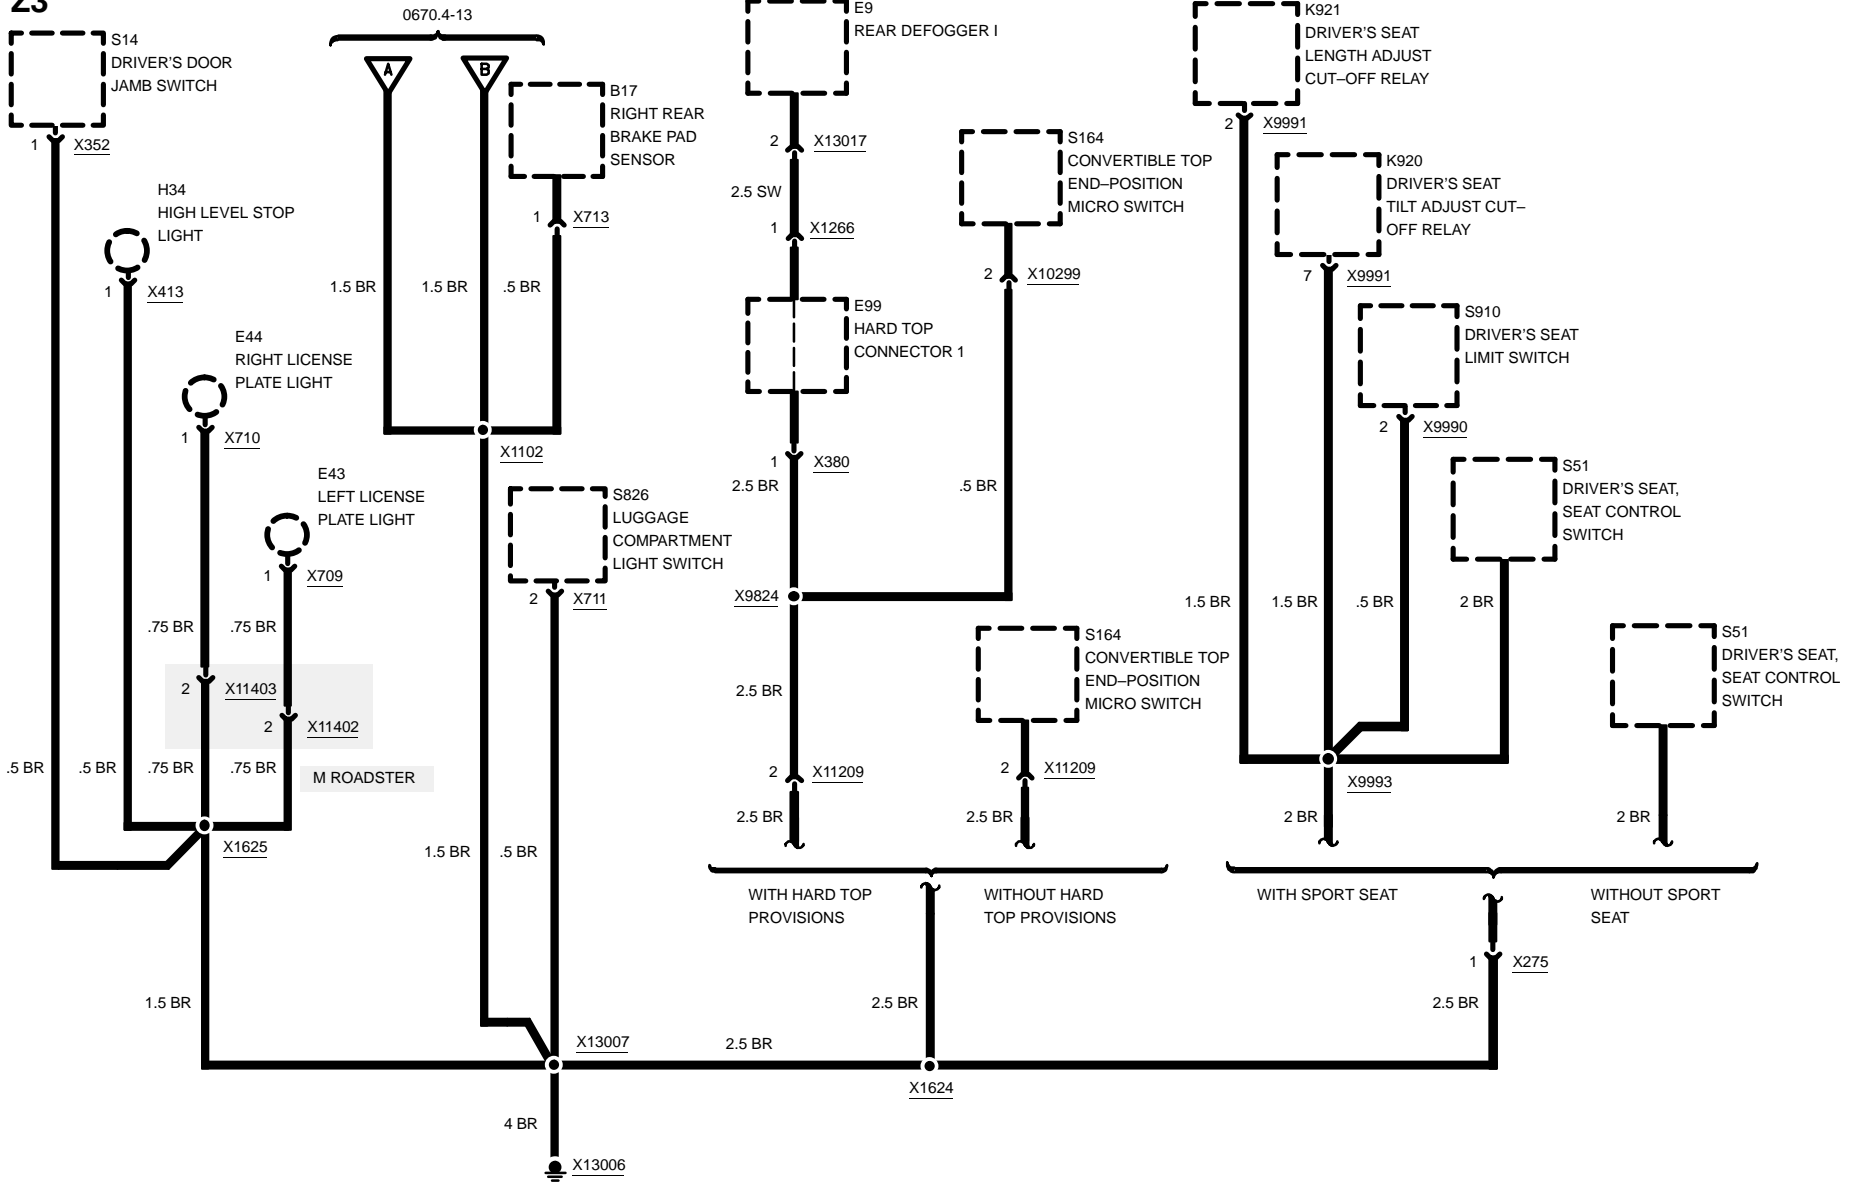 Z3
0670.4-13
A
B
S14
DRIVER'S DOOR
JAMB SWITCH
1
X352
H34
HIGH LEVEL STOP
LIGHT
1
X413
E44
RIGHT LICENSE
PLATE LIGHT
1
X710
E43
LEFT LICENSE
PLATE LIGHT
1
X709
.75 BR
.75 BR
2
X11403
2
X11402
.5 BR
.5 BR
.75 BR
.75 BR
M ROADSTER
X1625
1.5 BR
B17
RIGHT REAR
BRAKE PAD
SENSOR
1
X713
1.5 BR
1.5 BR
.5 BR
X1102
S826
LUGGAGE
COMPARTMENT
LIGHT SWITCH
2
X711
1.5 BR
.5 BR
X13007
4 BR
X13006
E9
REAR DEFOGGER I
2
X13017
2.5 SW
1
X1266
E99
HARD TOP
CONNECTOR 1
1
X380
2.5 BR
S164
CONVERTIBLE TOP
END–POSITION
MICRO SWITCH
2
X10299
.5 BR
X9824
2.5 BR
2
X11209
2.5 BR
S164
CONVERTIBLE TOP
END–POSITION
MICRO SWITCH
2
X11209
2.5 BR
WITH HARD TOP
PROVISIONS
WITHOUT HARD
TOP PROVISIONS
2.5 BR
2.5 BR
X1624
K921
DRIVER'S SEAT
LENGTH ADJUST
CUT–OFF RELAY
2
X9991
K920
DRIVER'S SEAT
TILT ADJUST CUT–
OFF RELAY
7
X9991
S910
DRIVER'S SEAT
LIMIT SWITCH
2
X9990
S51
DRIVER'S SEAT,
SEAT CONTROL
SWITCH
1.5 BR
1.5 BR
.5 BR
2 BR
X9993
2 BR
S51
DRIVER'S SEAT,
SEAT CONTROL
SWITCH
2 BR
WITH SPORT SEAT
WITHOUT SPORT
SEAT
1
X275
2.5 BR